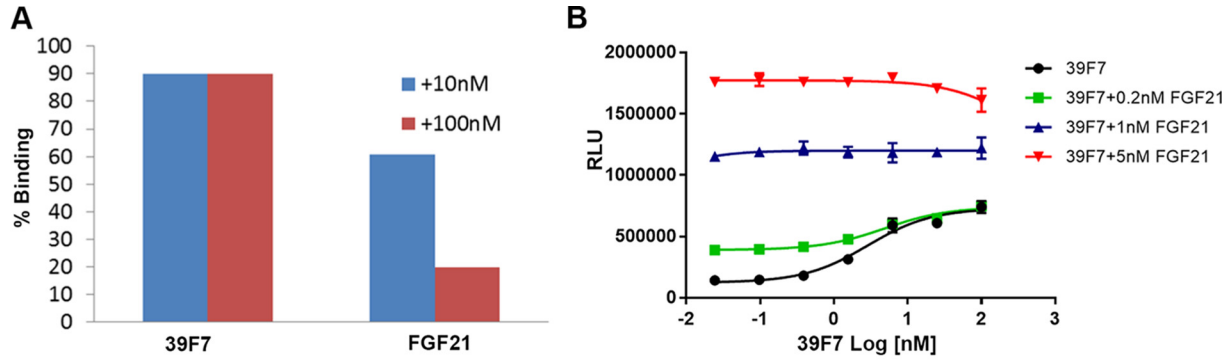 A
% Binding
100
90
80
70
60
50
40
30
20
10
0
39F7
FGF21
+10nM
+100nM
B
RLU
2000000
1500000
1000000
500000
0
-2
-1
0
1
2
3
39F7 Log [nM]
39F7
39F7+0.2nM FGF21
39F7+1nM FGF21
39F7+5nM FGF21